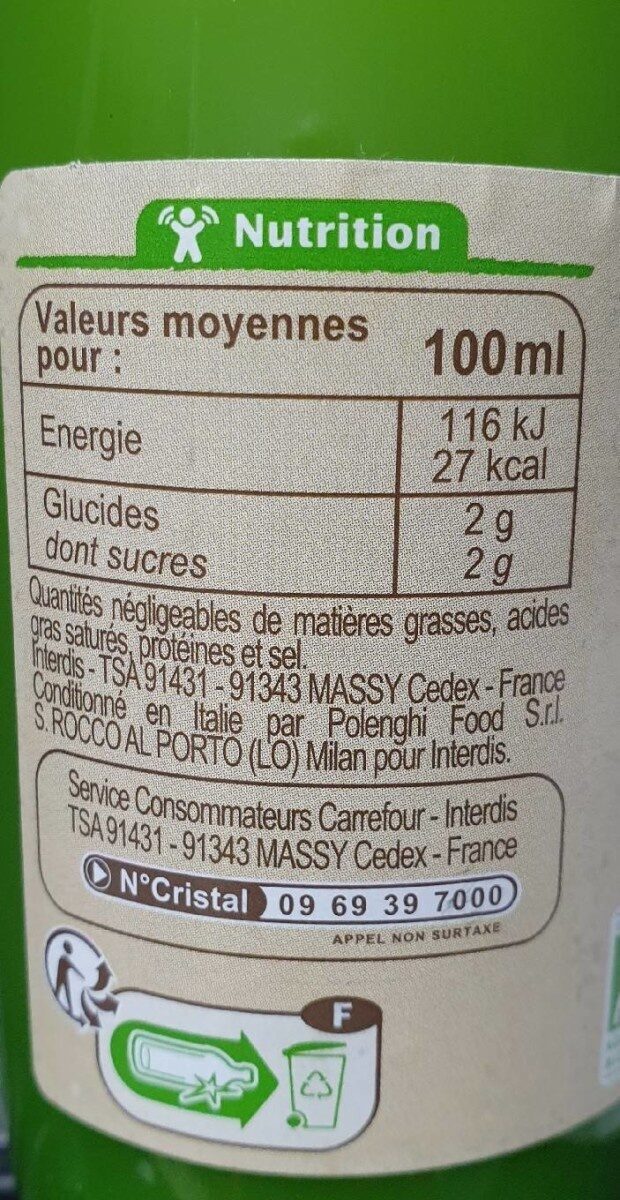 Nutrition
Valeurs moyennes
pour :
100 ml
Energie
116 kJ
27 kcal
Glucides
2 g
dont sucres
2 g
Quantités négligeables de matières grasses, acides
gras saturés, protéines et sel.
Interdis - TSA 91431 - 91343 MASSY Cedex - France
Conditionné en Italie par Polenghi Food S.r.l.
S. ROCCO AL PORTO (LO) Milan pour Interdis.
Service Consommateurs Carrefour - Interdis
TSA 91431 - 91343 MASSY Cedex - France
N°Cristal 09 69 39 7000
APPEL NON SURTAXE
F